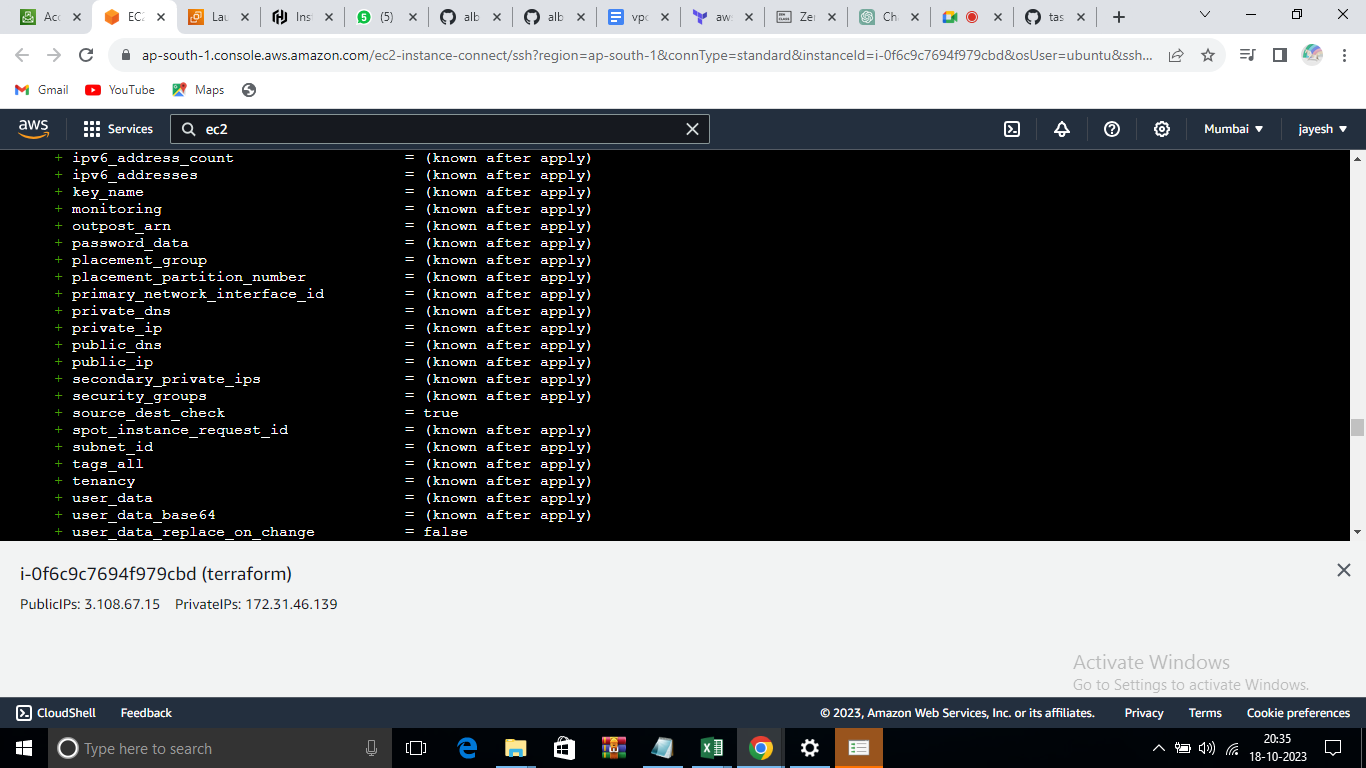 Acc
EC2
Lau
Inst
(5)
alb
alb
vpc
aws
Zer
Cha
tas
ap-south-1.console.aws.amazon.com/ec2-instance-connect/ssh?region=ap-south-1&connType=standard&instanceId=i-0f6c9c7694f979cbd&osUser=ubuntu&ssh...
Gmail YouTube Maps
aws Services ec2 Mumbai jayesh
+ ipv6_address_count = (known after apply)
+ ipv6_addresses = (known after apply)
+ key_name = (known after apply)
+ monitoring = (known after apply)
+ outpost_arn = (known after apply)
+ password_data = (known after apply)
+ placement_group = (known after apply)
+ placement_partition_number = (known after apply)
+ primary_network_interface_id = (known after apply)
+ private_dns = (known after apply)
+ private_ip = (known after apply)
+ public_dns = (known after apply)
+ public_ip = (known after apply)
+ secondary_private_ips = (known after apply)
+ security_groups = (known after apply)
+ source_dest_check = true
+ spot_instance_request_id = (known after apply)
+ subnet_id = (known after apply)
+ tags_all = (known after apply)
+ tenancy = (known after apply)
+ user_data = (known after apply)
+ user_data_base64 = (known after apply)
+ user_data_replace_on_change = false
i-0f6c9c7694f979cbd (terraform)
PublicIPs: 3.108.67.15 PrivateIPs: 172.31.46.139
Activate Windows
Go to Settings to activate Windows.
CloudShell Feedback © 2023, Amazon Web Services, Inc. or its affiliates. Privacy Terms Cookie preferences
Type here to search
20:35
18-10-2023